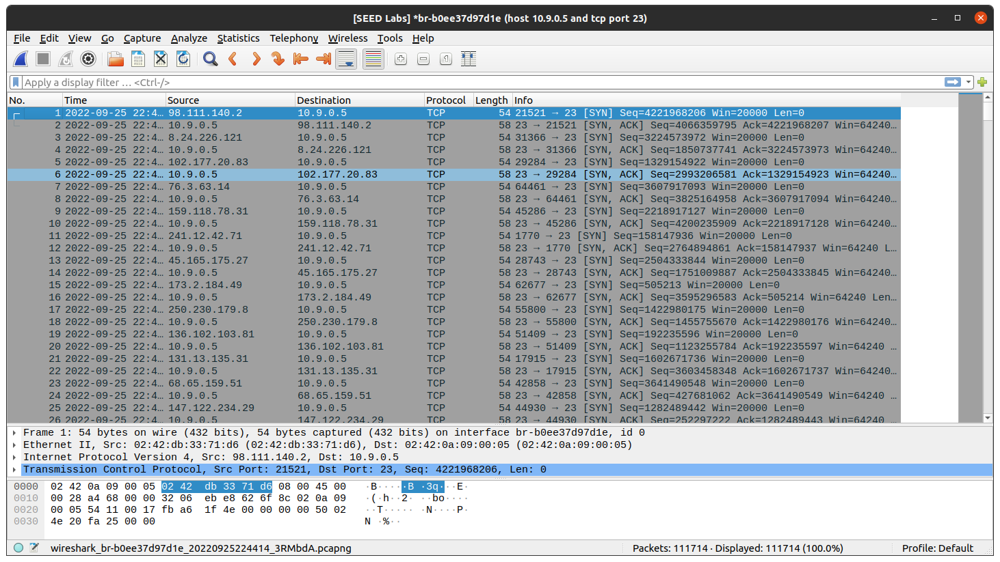 [SEED Labs] *br-b0ee37d97d1e (host 10.9.0.5 and tcp port 23)
File Edit View Go Capture Analyze Statistics Telephony Wireless Tools Help
Apply a display filter … <Ctrl-/>
No. Time Source Destination Protocol Length Info
1 2022-09-25 22:4… 98.111.140.2 10.9.0.5 TCP 54 21521 → 23 [SYN] Seq=4221968206 Win=20000 Len=0
2 2022-09-25 22:4… 10.9.0.5 98.111.140.2 TCP 58 23 → 21521 [SYN, ACK] Seq=4066359795 Ack=4221968207 Win=64240…
3 2022-09-25 22:4… 8.24.226.121 10.9.0.5 TCP 54 31366 → 23 [SYN] Seq=3224573972 Win=20000 Len=0
4 2022-09-25 22:4… 10.9.0.5 8.24.226.121 TCP 58 23 → 31366 [SYN, ACK] Seq=1850737741 Ack=3224573973 Win=64240…
5 2022-09-25 22:4… 102.177.20.83 10.9.0.5 TCP 54 29284 → 23 [SYN] Seq=1329154922 Win=20000 Len=0
6 2022-09-25 22:4… 10.9.0.5 102.177.20.83 TCP 58 23 → 29284 [SYN, ACK] Seq=2993206581 Ack=1329154923 Win=64240…
7 2022-09-25 22:4… 76.3.63.14 10.9.0.5 TCP 54 64461 → 23 [SYN] Seq=3607917093 Win=20000 Len=0
8 2022-09-25 22:4… 10.9.0.5 76.3.63.14 TCP 58 23 → 64461 [SYN, ACK] Seq=3825164958 Ack=3607917094 Win=64240…
9 2022-09-25 22:4… 159.118.78.31 10.9.0.5 TCP 54 45286 → 23 [SYN] Seq=2218917127 Win=20000 Len=0
10 2022-09-25 22:4… 10.9.0.5 159.118.78.31 TCP 58 23 → 45286 [SYN, ACK] Seq=4200235909 Ack=2218917128 Win=64240…
11 2022-09-25 22:4… 241.12.42.71 10.9.0.5 TCP 54 1770 → 23 [SYN] Seq=158147936 Win=20000 Len=0
12 2022-09-25 22:4… 10.9.0.5 241.12.42.71 TCP 58 23 → 1770 [SYN, ACK] Seq=2764894861 Ack=158147937 Win=64240 L…
13 2022-09-25 22:4… 45.165.175.27 10.9.0.5 TCP 54 28743 → 23 [SYN] Seq=2504333844 Win=20000 Len=0
14 2022-09-25 22:4… 10.9.0.5 45.165.175.27 TCP 58 23 → 28743 [SYN, ACK] Seq=1751009887 Ack=2504333845 Win=64240…
15 2022-09-25 22:4… 173.2.184.49 10.9.0.5 TCP 54 62677 → 23 [SYN] Seq=505213 Win=20000 Len=0
16 2022-09-25 22:4… 10.9.0.5 173.2.184.49 TCP 58 23 → 62677 [SYN, ACK] Seq=3595296583 Ack=505214 Win=64240 Len…
17 2022-09-25 22:4… 250.230.179.8 10.9.0.5 TCP 54 55800 → 23 [SYN] Seq=1422980175 Win=20000 Len=0
18 2022-09-25 22:4… 10.9.0.5 250.230.179.8 TCP 58 23 → 55800 [SYN, ACK] Seq=1455755670 Ack=1422980176 Win=64240…
19 2022-09-25 22:4… 136.102.103.81 10.9.0.5 TCP 54 51409 → 23 [SYN] Seq=192235596 Win=20000 Len=0
20 2022-09-25 22:4… 10.9.0.5 136.102.103.81 TCP 58 23 → 51409 [SYN, ACK] Seq=1123255784 Ack=192235597 Win=64240 …
21 2022-09-25 22:4… 131.13.135.31 10.9.0.5 TCP 54 17915 → 23 [SYN] Seq=1602671736 Win=20000 Len=0
22 2022-09-25 22:4… 10.9.0.5 131.13.135.31 TCP 58 23 → 17915 [SYN, ACK] Seq=3603458348 Ack=1602671737 Win=64240…
23 2022-09-25 22:4… 68.65.159.51 10.9.0.5 TCP 54 42858 → 23 [SYN] Seq=3641490548 Win=20000 Len=0
24 2022-09-25 22:4… 10.9.0.5 68.65.159.51 TCP 58 23 → 42858 [SYN, ACK] Seq=427681062 Ack=3641490549 Win=64240 …
25 2022-09-25 22:4… 147.122.234.29 10.9.0.5 TCP 54 44930 → 23 [SYN] Seq=1282489442 Win=20000 Len=0
26 2022-09-25 22:4… 10.9.0.5 147.122.234.29 TCP 58 23 → 44930 [SYN, ACK] Seq=252297222 Ack=1282489443 Win=64240 …
Frame 1: 54 bytes on wire (432 bits), 54 bytes captured (432 bits) on interface br-b0ee37d97d1e, id 0
Ethernet II, Src: 02:42:db:33:71:d6 (02:42:db:33:71:d6), Dst: 02:42:0a:09:00:05 (02:42:0a:09:00:05)
Internet Protocol Version 4, Src: 98.111.140.2, Dst: 10.9.0.5
Transmission Control Protocol, Src Port: 21521, Dst Port: 23, Seq: 4221968206, Len: 0
0000 02 42 0a 09 00 05 02 42 db 33 71 d6 08 00 45 00 ·B····B ·3q···E·
0010 00 28 a4 68 00 00 32 06 eb e8 62 6f 8c 02 0a 09 ·(·h··2· ··bo····
0020 00 05 54 11 00 17 fb a6 1f 4e 00 00 00 00 50 02 ··T····· ·N····P·
0030 4e 20 fa 25 00 00 N ·%··
wireshark_br-b0ee37d97d1e_20220925224414_3RMbdA.pcapng Packets: 111714 · Displayed: 111714 (100.0%) Profile: Default